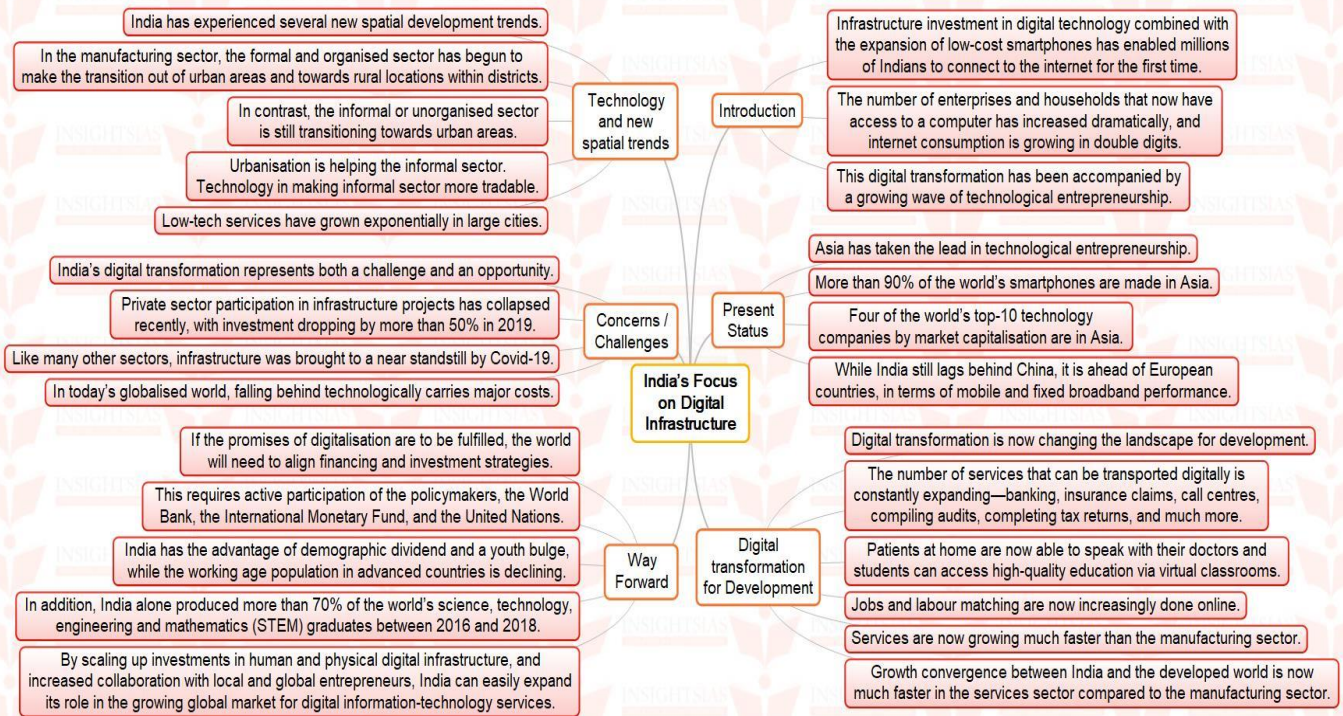 India's Focus
on Digital
Infrastructure
Introduction
Infrastructure investment in digital technology combined with
the expansion of low-cost smartphones has enabled millions
of Indians to connect to the internet for the first time.
The number of enterprises and households that now have
access to a computer has increased dramatically, and
internet consumption is growing in double digits.
This digital transformation has been accompanied by
a growing wave of technological entrepreneurship.
Present
Status
Asia has taken the lead in technological entrepreneurship.
More than 90% of the world's smartphones are made in Asia.
Four of the world's top-10 technology
companies by market capitalisation are in Asia.
While India still lags behind China, it is ahead of European
countries, in terms of mobile and fixed broadband performance.
Digital
transformation
for Development
Digital transformation is now changing the landscape for development.
The number of services that can be transported digitally is
constantly expanding—banking, insurance claims, call centres,
compiling audits, completing tax returns, and much more.
Patients at home are now able to speak with their doctors and
students can access high-quality education via virtual classrooms.
Jobs and labour matching are now increasingly done online.
Services are now growing much faster than the manufacturing sector.
Growth convergence between India and the developed world is now
much faster in the services sector compared to the manufacturing sector.
Technology
and new
spatial trends
India has experienced several new spatial development trends.
In the manufacturing sector, the formal and organised sector has begun to
make the transition out of urban areas and towards rural locations within districts.
In contrast, the informal or unorganised sector
is still transitioning towards urban areas.
Urbanisation is helping the informal sector.
Technology in making informal sector more tradable.
Low-tech services have grown exponentially in large cities.
Concerns /
Challenges
India's digital transformation represents both a challenge and an opportunity.
Private sector participation in infrastructure projects has collapsed
recently, with investment dropping by more than 50% in 2019.
Like many other sectors, infrastructure was brought to a near standstill by Covid-19.
In today's globalised world, falling behind technologically carries major costs.
Way
Forward
If the promises of digitalisation are to be fulfilled, the world
will need to align financing and investment strategies.
This requires active participation of the policymakers, the World
Bank, the International Monetary Fund, and the United Nations.
India has the advantage of demographic dividend and a youth bulge,
while the working age population in advanced countries is declining.
In addition, India alone produced more than 70% of the world's science, technology,
engineering and mathematics (STEM) graduates between 2016 and 2018.
By scaling up investments in human and physical digital infrastructure, and
increased collaboration with local and global entrepreneurs, India can easily expand
its role in the growing global market for digital information-technology services.
INSIGHTSIAS